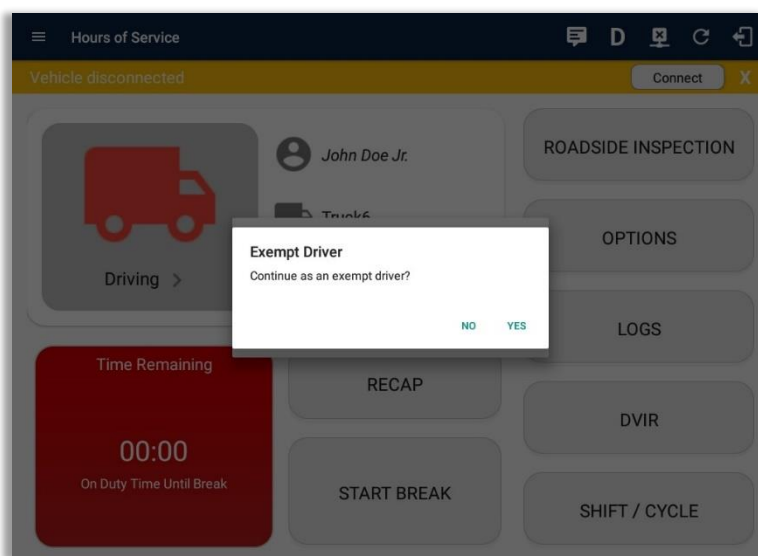 Hours of Service
D
Vehicle disconnected
Connect
X
John Doe Jr.
Truck6
Driving >
Exempt Driver
Continue as an exempt driver?
NO YES
Time Remaining
00:00
On Duty Time Until Break
RECAP
START BREAK
ROADSIDE INSPECTION
OPTIONS
LOGS
DVIR
SHIFT / CYCLE